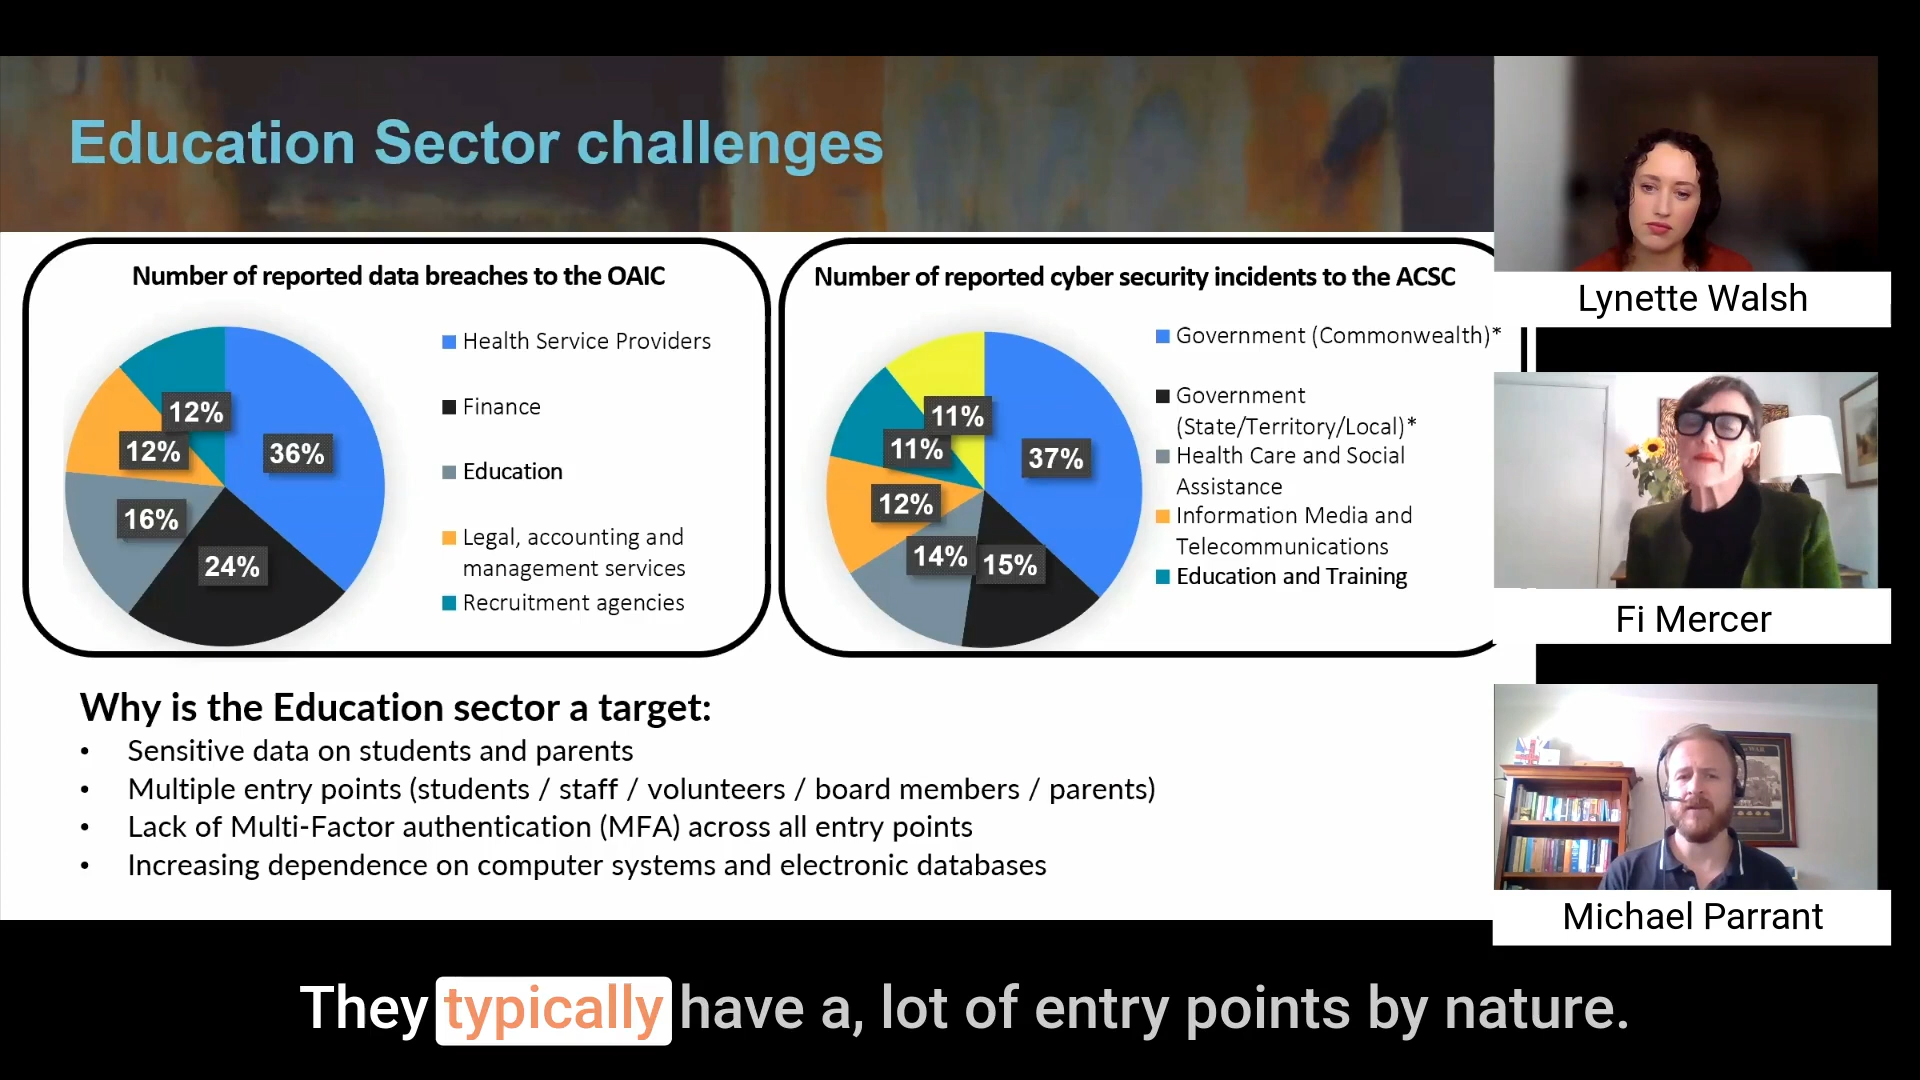 Education Sector challenges
Number of reported data breaches to the OAIC
36%
24%
16%
12%
12%
Health Service Providers
Finance
Education
Legal, accounting and
management services
Recruitment agencies
Number of reported cyber security incidents to the ACSC
37%
15%
14%
12%
11%
11%
Government (Commonwealth)*
Government
(State/Territory/Local)*
Health Care and Social
Assistance
Information Media and
Telecommunications
Education and Training
Why is the Education sector a target:
• Sensitive data on students and parents
• Multiple entry points (students / staff / volunteers / board members / parents)
• Lack of Multi-Factor authentication (MFA) across all entry points
• Increasing dependence on computer systems and electronic databases
Lynette Walsh
Fi Mercer
Michael Parrant
They typically have a, lot of entry points by nature.